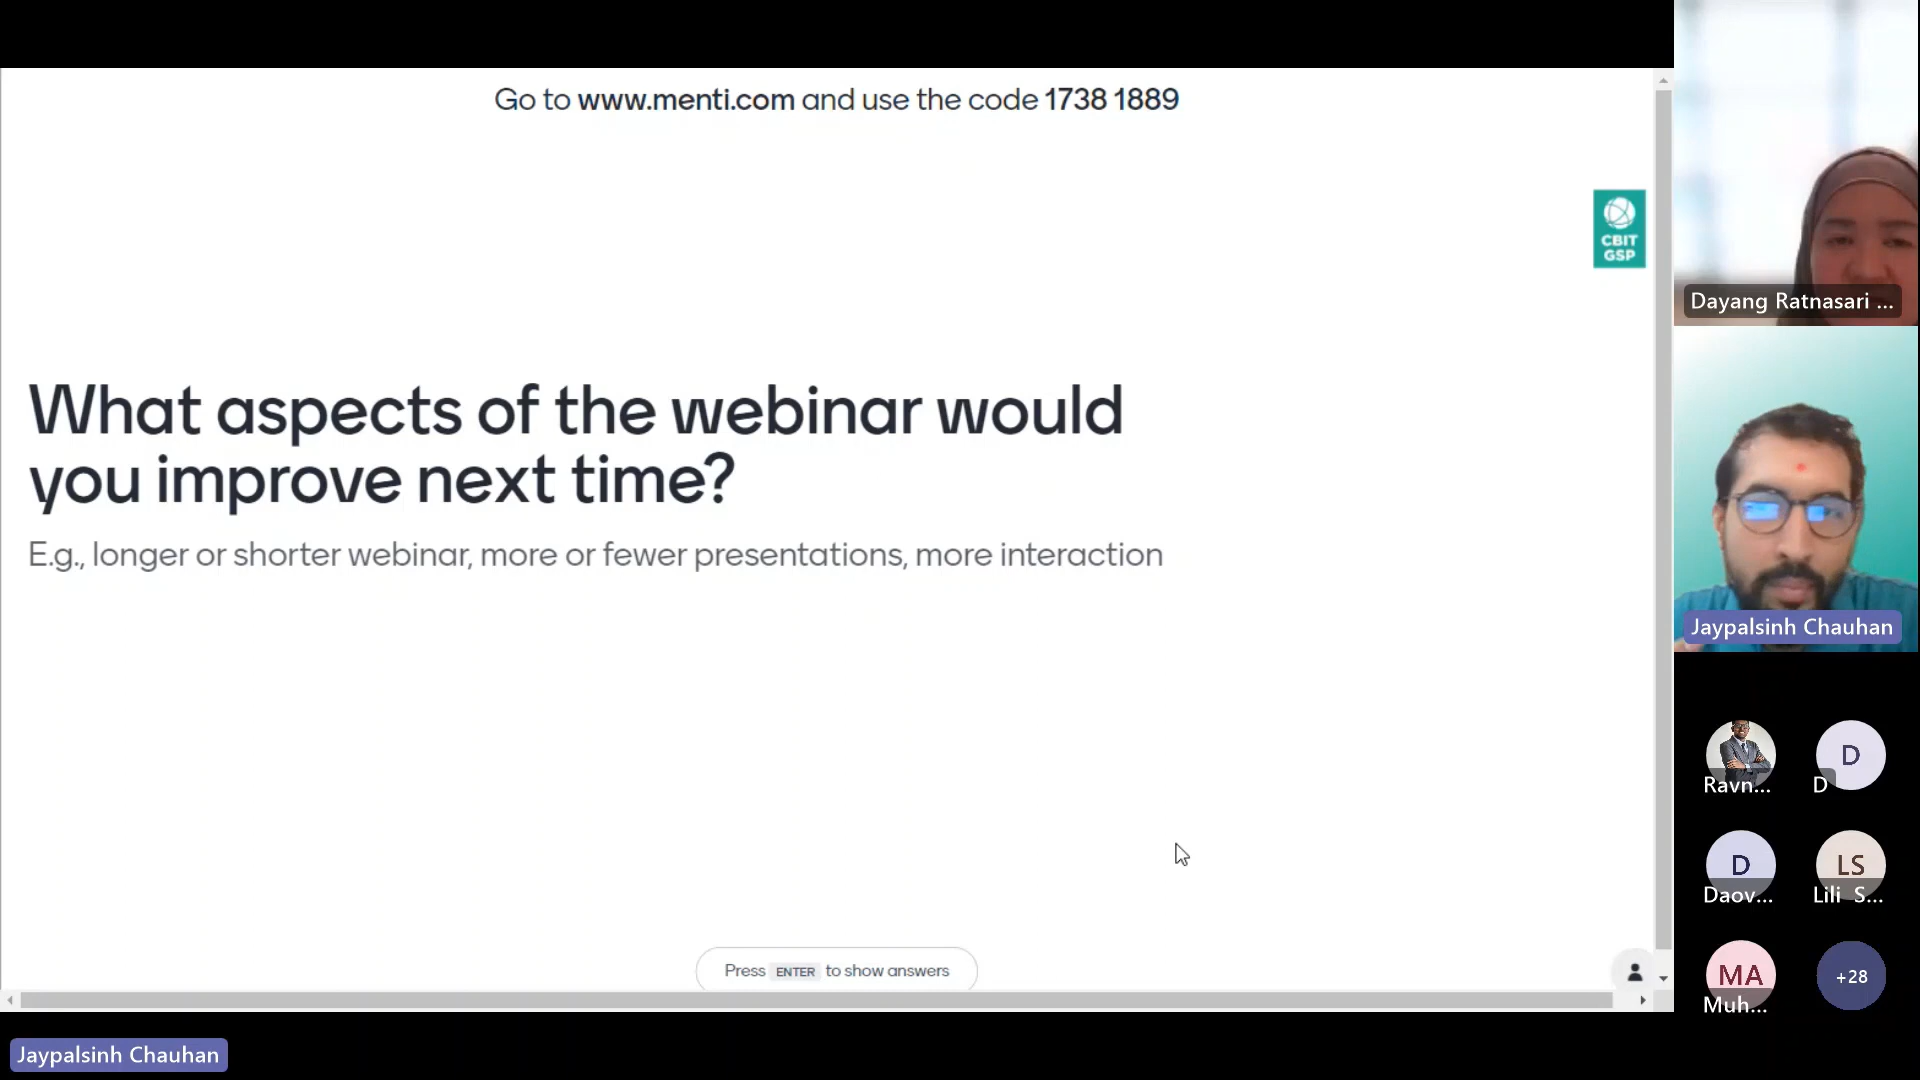 Go to www.menti.com and use the code 1738 1889
CBIT
GSP
What aspects of the webinar would
you improve next time?
E.g., longer or shorter webinar, more or fewer presentations, more interaction
Press ENTER to show answers
Jaypalsinh Chauhan
Dayang Ratnasari ...
Jaypalsinh Chauhan
Ravn...
D
D
D
Daov...
LS
Lili S...
MA
Muh...
+28